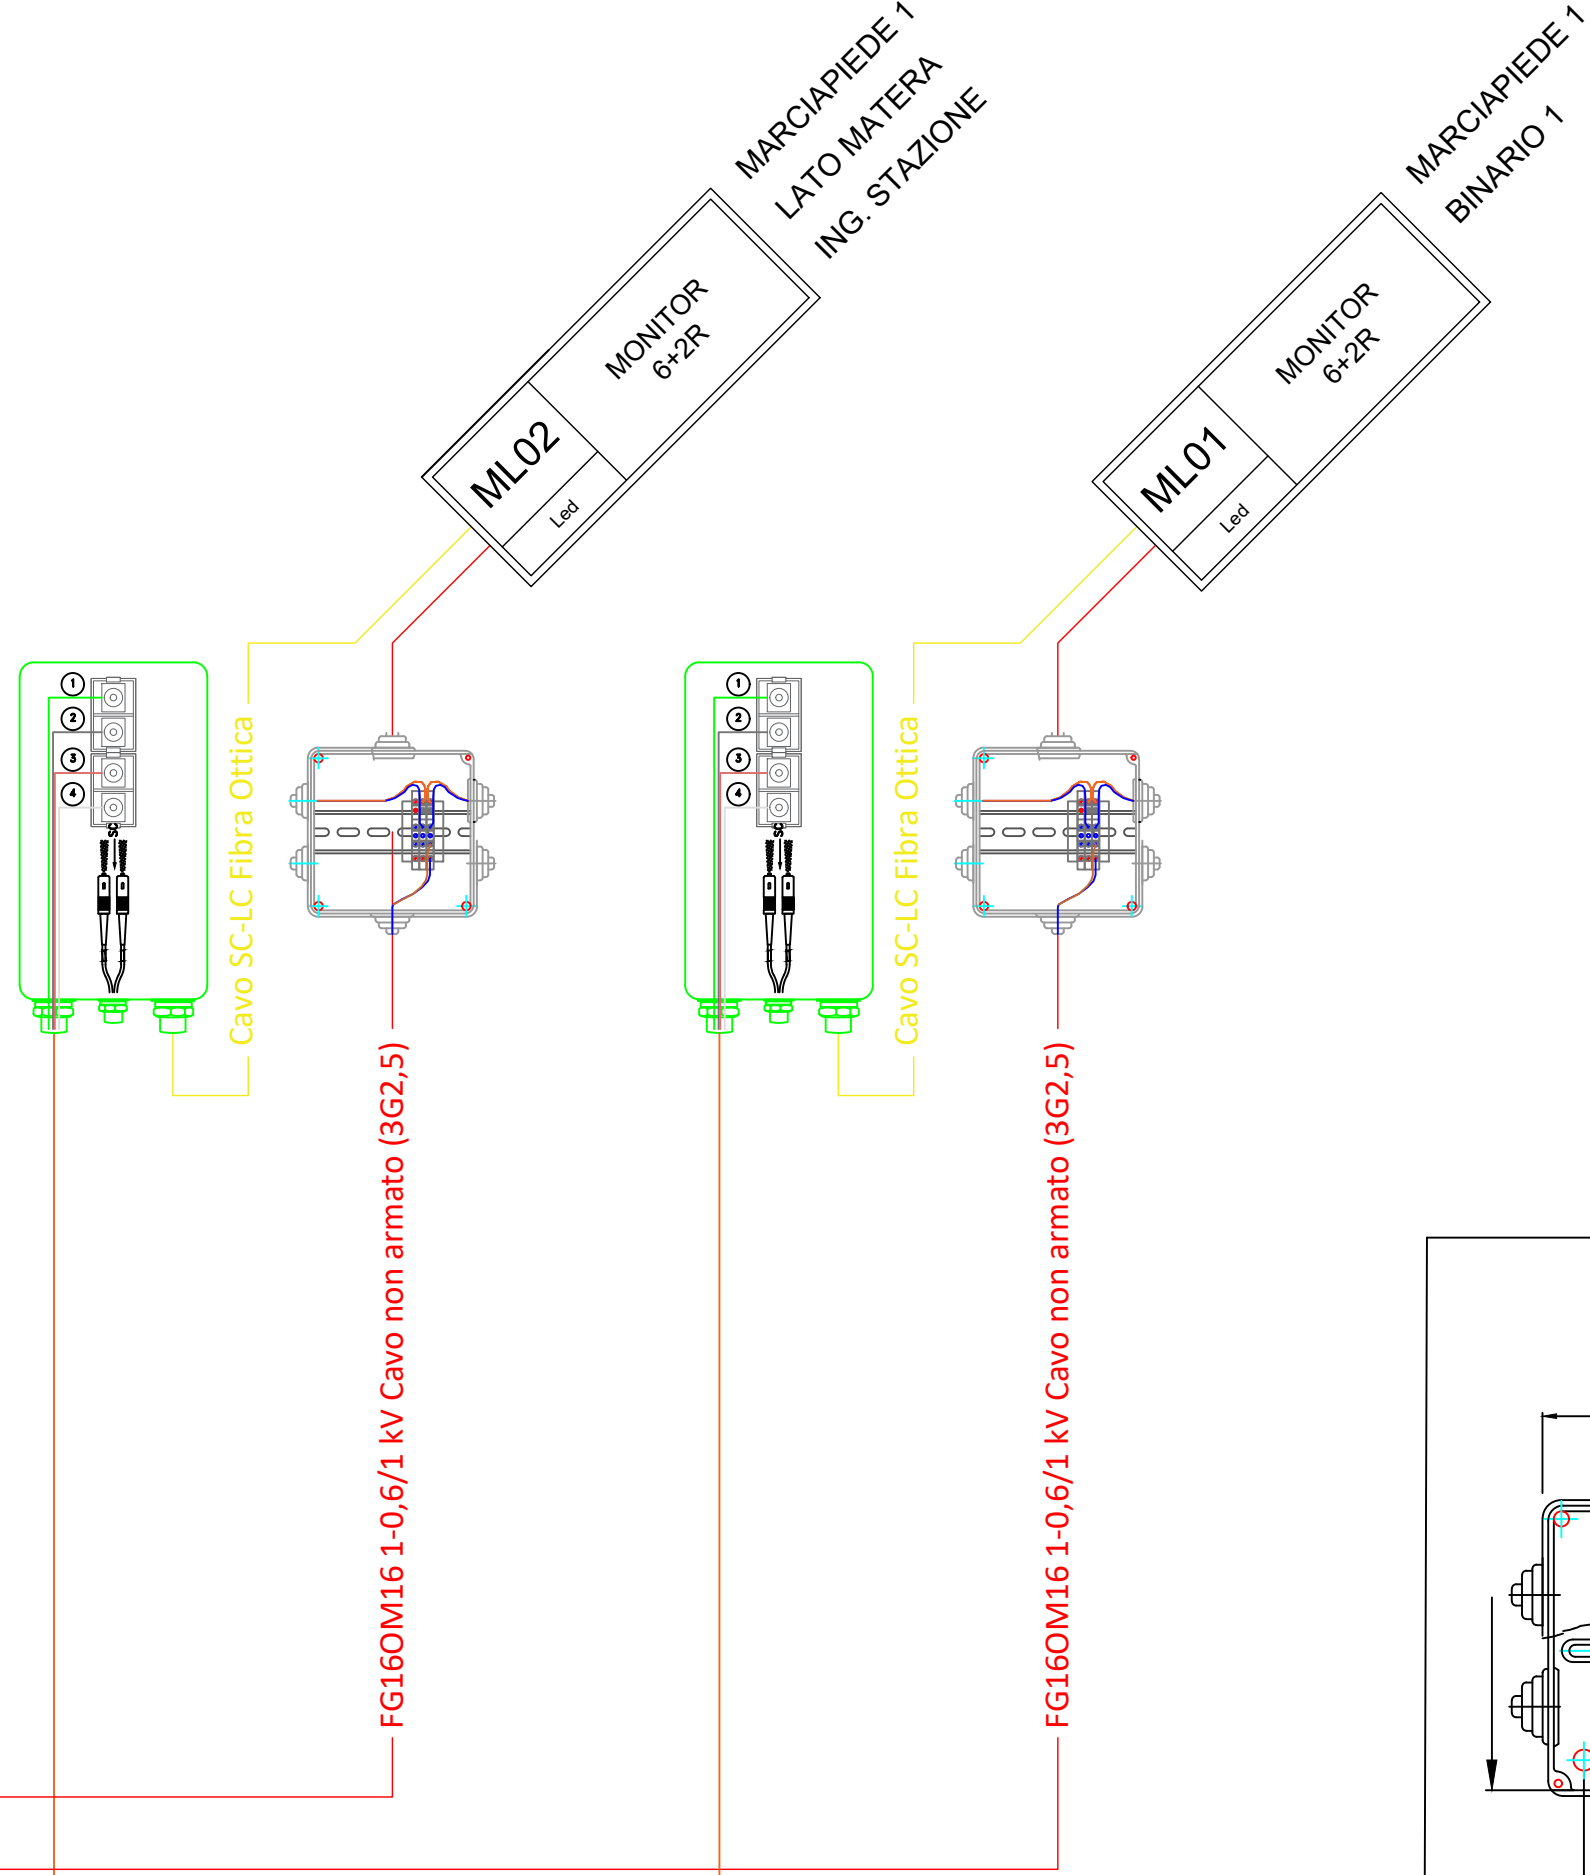 MARCIAPIEDE 1
LATO MATERA
ING. STAZIONE
MONITOR
6+2R
ML02
Led
MARCIAPIEDE 1
BINARIO 1
MONITOR
6+2R
ML01
Led
1
2
3
4
SC
Cavo SC-LC Fibra Ottica
FG16OM16 1-0,6/1 kV Cavo non armato (3G2,5)
1
2
3
4
SC
Cavo SC-LC Fibra Ottica
FG16OM16 1-0,6/1 kV Cavo non armato (3G2,5)